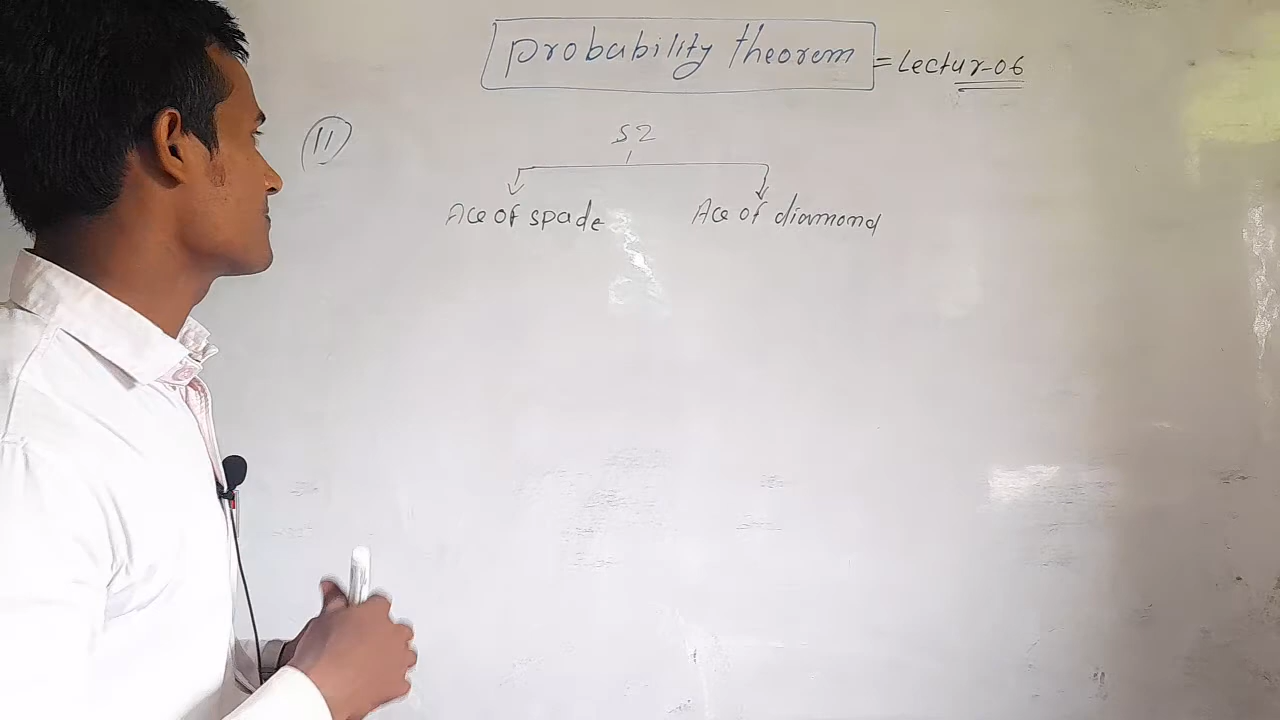 probability theorem = Lectur-06
11
52
Ace of spade
Ace of diamond